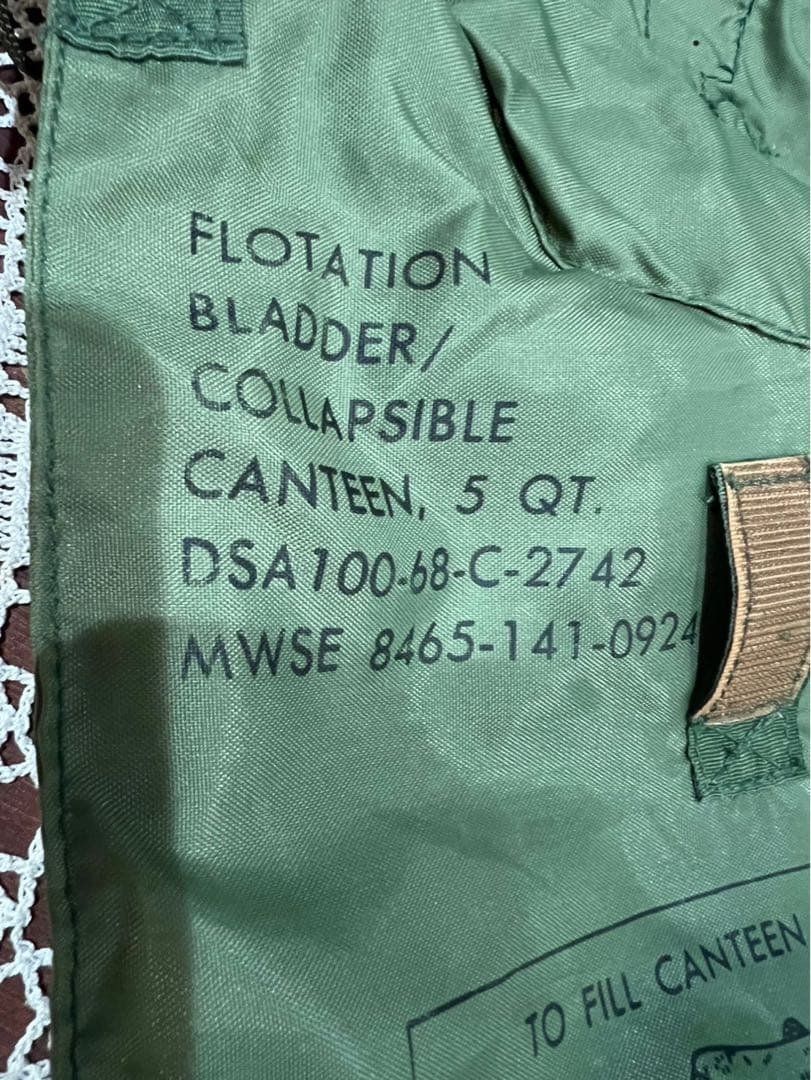 FLOTATION
BLADDER/
COLLAPSIBLE
CANTEEN, 5 QT.
DSA100-68-C-2742
MWSE 8465-141-0924
TO FILL CANTEEN